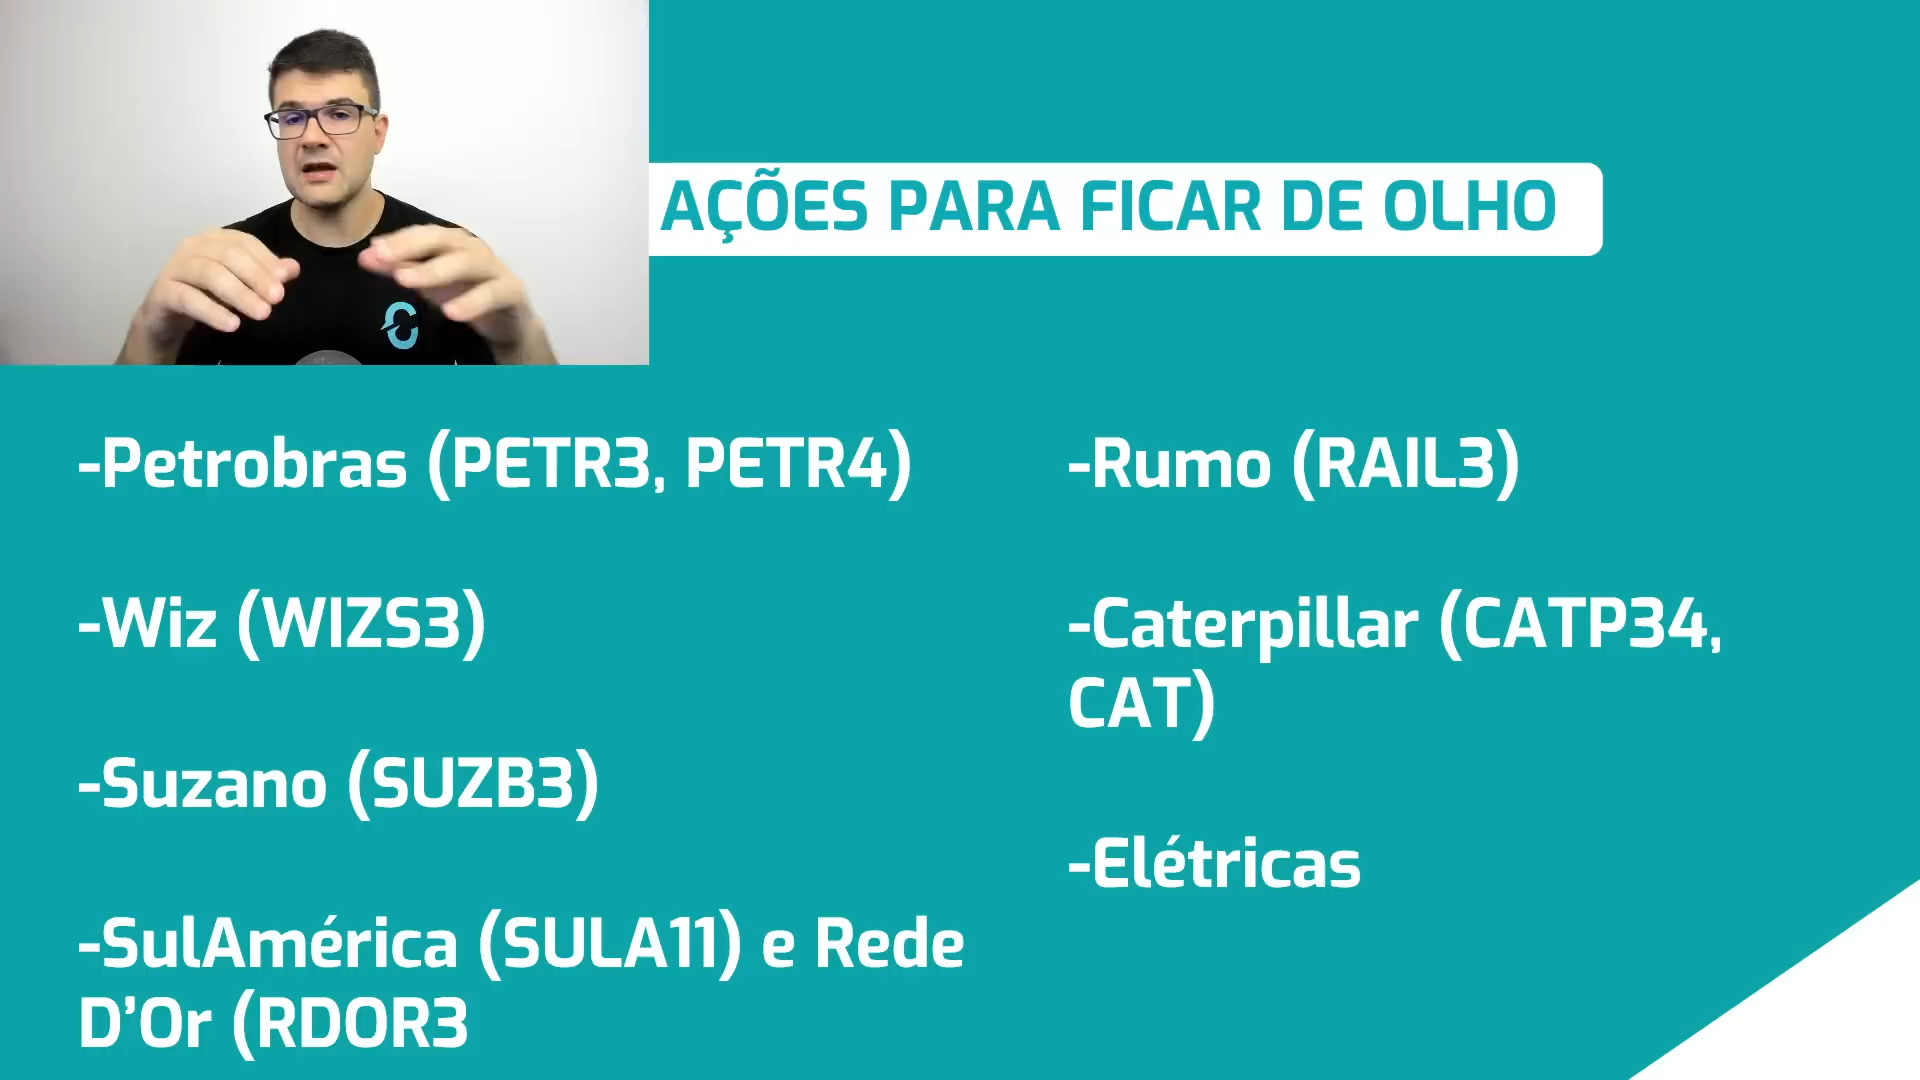 AÇÕES PARA FICAR DE OLHO
-Petrobras (PETR3, PETR4)
-Wiz (WIZS3)
-Suzano (SUZB3)
-SulAmérica (SULA11) e Rede
D’Or (RDOR3
-Rumo (RAIL3)
-Caterpillar (CATP34,
CAT)
-Elétricas